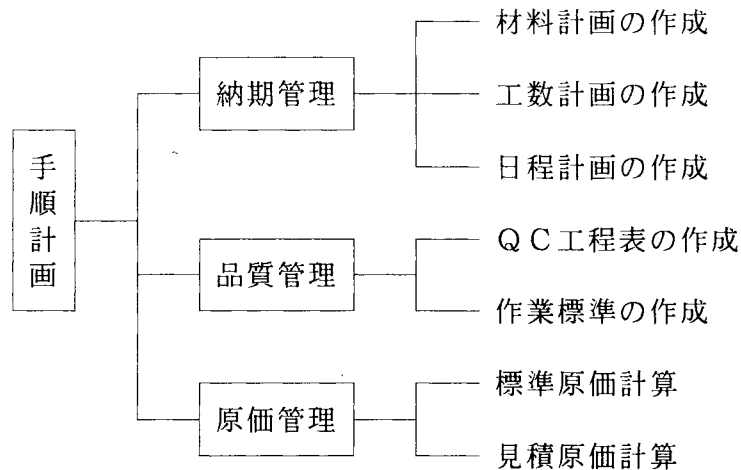 手順計画
納期管理
材料計画の作成
工数計画の作成
日程計画の作成
品質管理
QC工程表の作成
作業標準の作成
原価管理
標準原価計算
見積原価計算